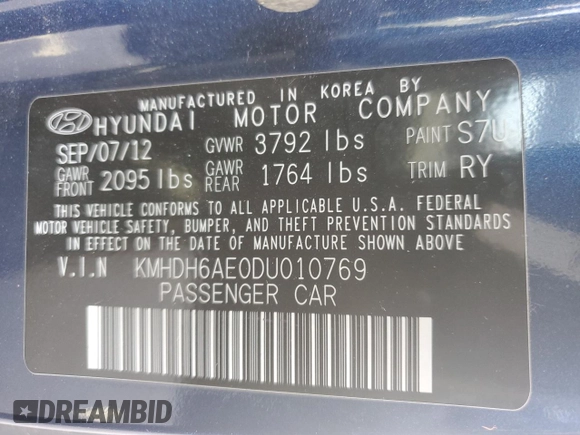 MANUFACTURED IN KOREA BY
HYUNDAI MOTOR COMPANY
SEP/07/12 GVWR 3792 lbs PAINT S7U
GAWR FRONT 2095 lbs GAWR REAR 1764 lbs TRIM RY
THIS VEHICLE CONFORMS TO ALL APPLICABLE U.S.A. FEDERAL
MOTOR VEHICLE SAFETY, BUMPER, AND THEFT PREVENTION STANDARDS
IN EFFECT ON THE DATE OF MANUFACTURE SHOWN ABOVE
V.I.N KMHDH6AE0DU010769
PASSENGER CAR
DREAMBID